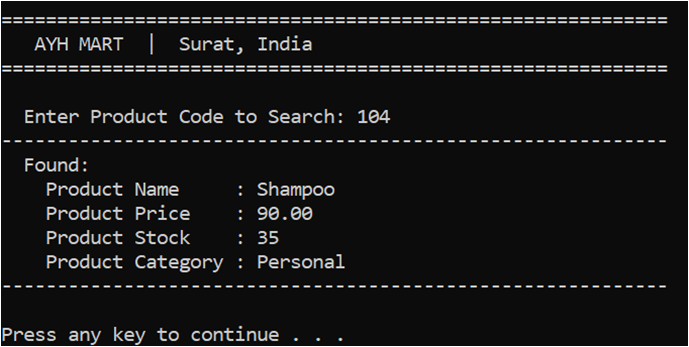 ============================================================
   AYH MART  |  Surat, India
============================================================
  Enter Product Code to Search: 104
------------------------------------------------------------
  Found:
    Product Name     : Shampoo
    Product Price    : 90.00
    Product Stock    : 35
    Product Category : Personal
------------------------------------------------------------
Press any key to continue . . .